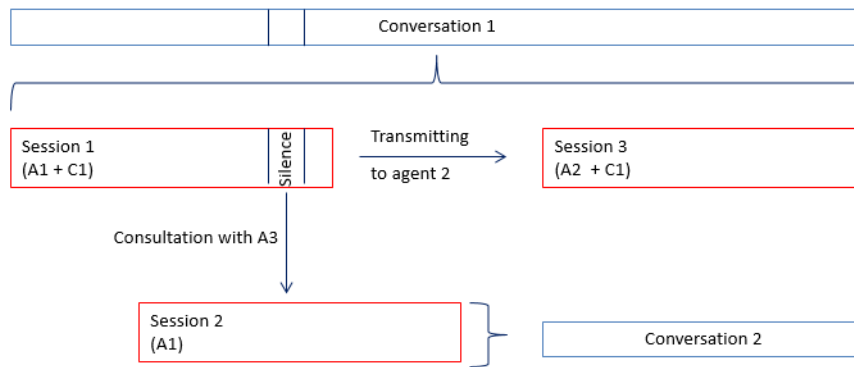 Conversation 1
Session 1
(A1 + C1)
Silence
Transmitting
to agent 2
Session 3
(A2 + C1)
Consultation with A3
Session 2
(A1)
Conversation 2